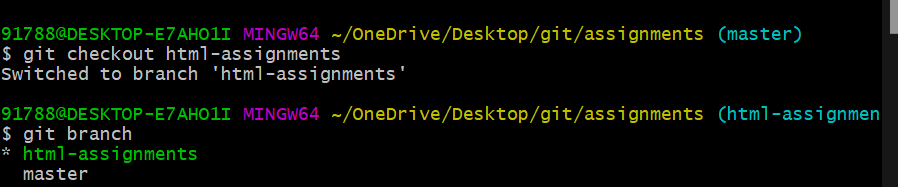 91788@DESKTOP-E7AHO1I MINGW64 ~/OneDrive/Desktop/git/assignments (master)
$ git checkout html-assignments
Switched to branch 'html-assignments'
91788@DESKTOP-E7AHO1I MINGW64 ~/OneDrive/Desktop/git/assignments (html-assignmen
$ git branch
* html-assignments
master